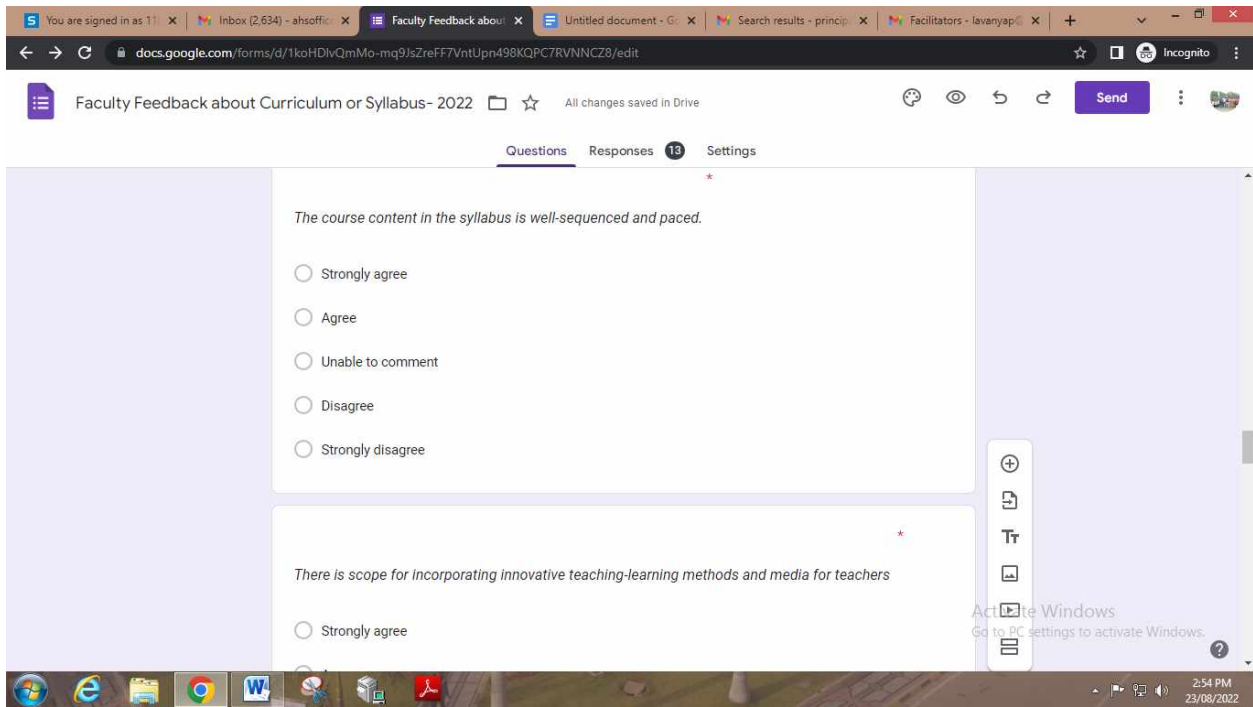 You are signed in as 11
Inbox (2,634) - ahsoffic
Faculty Feedback about
Untitled document - G
Search results - princip
Facilitators - lavanyap
docs.google.com/forms/d/1koHDlvQmMo-mq9JsZreFF7VntUpn498KQPC7RVNNCZ8/edit
Incognito
Faculty Feedback about Curriculum or Syllabus- 2022
All changes saved in Drive
Send
Questions Responses 13 Settings
*
The course content in the syllabus is well-sequenced and paced.
Strongly agree
Agree
Unable to comment
Disagree
Strongly disagree
*
There is scope for incorporating innovative teaching-learning methods and media for teachers
Strongly agree
Activate Windows
Go to PC settings to activate Windows.
2:54 PM
23/08/2022